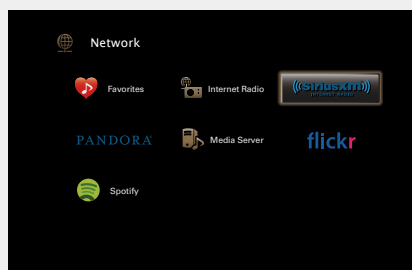 Network
Favorites
Internet Radio
((SiriusXM))
INTERNET RADIO
PANDORA
Media Server
flickr
Spotify